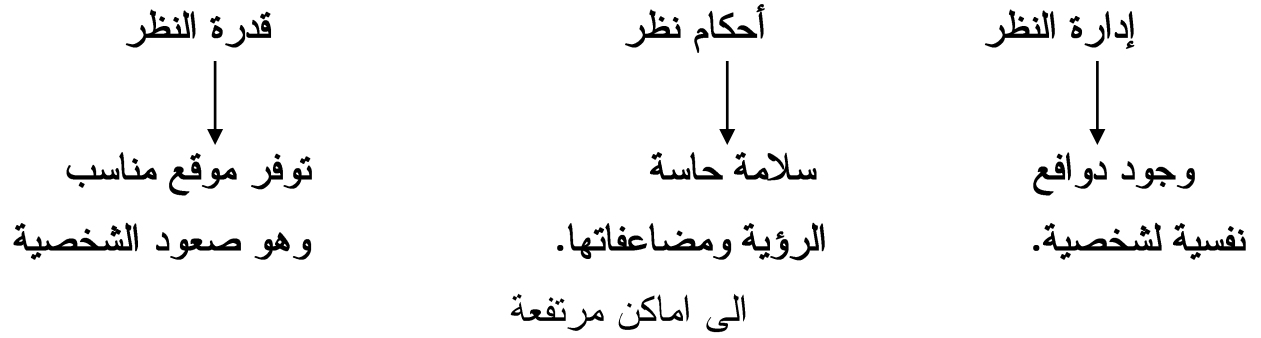 إدارة النظر
أحكام نظر
قدرة النظر
وجود دوافع
سلامة حاسة
توفر موقع مناسب
نفسية لشخصية.
الرؤية ومضاعفاتها.
وهو صعود الشخصية
الى اماكن مرتفعة